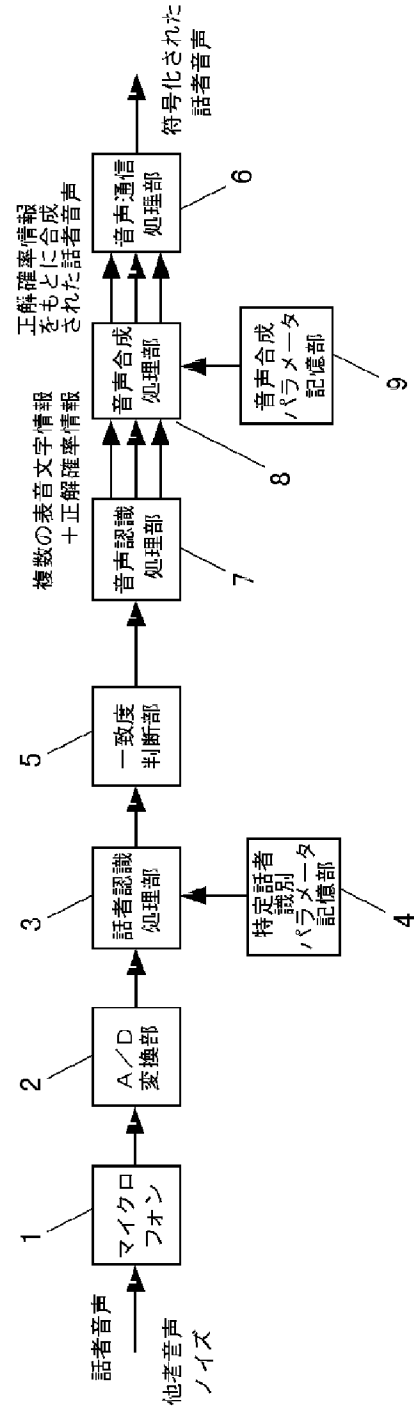 話者音声
他者音声
ノイズ
1
マイクロ
フォン
2
A/D
変換部
3
話者認識
処理部
4
特定話者
識別
パラメータ
記憶部
5
一致度
判断部
7
音声認識
処理部
複数の表音文字情報
+正解確率情報
8
音声合成
処理部
9
音声合成
パラメータ
記憶部
正解確率情報
をもとに合成
された話者音声
6
音声通信
処理部
符号化された
話者音声